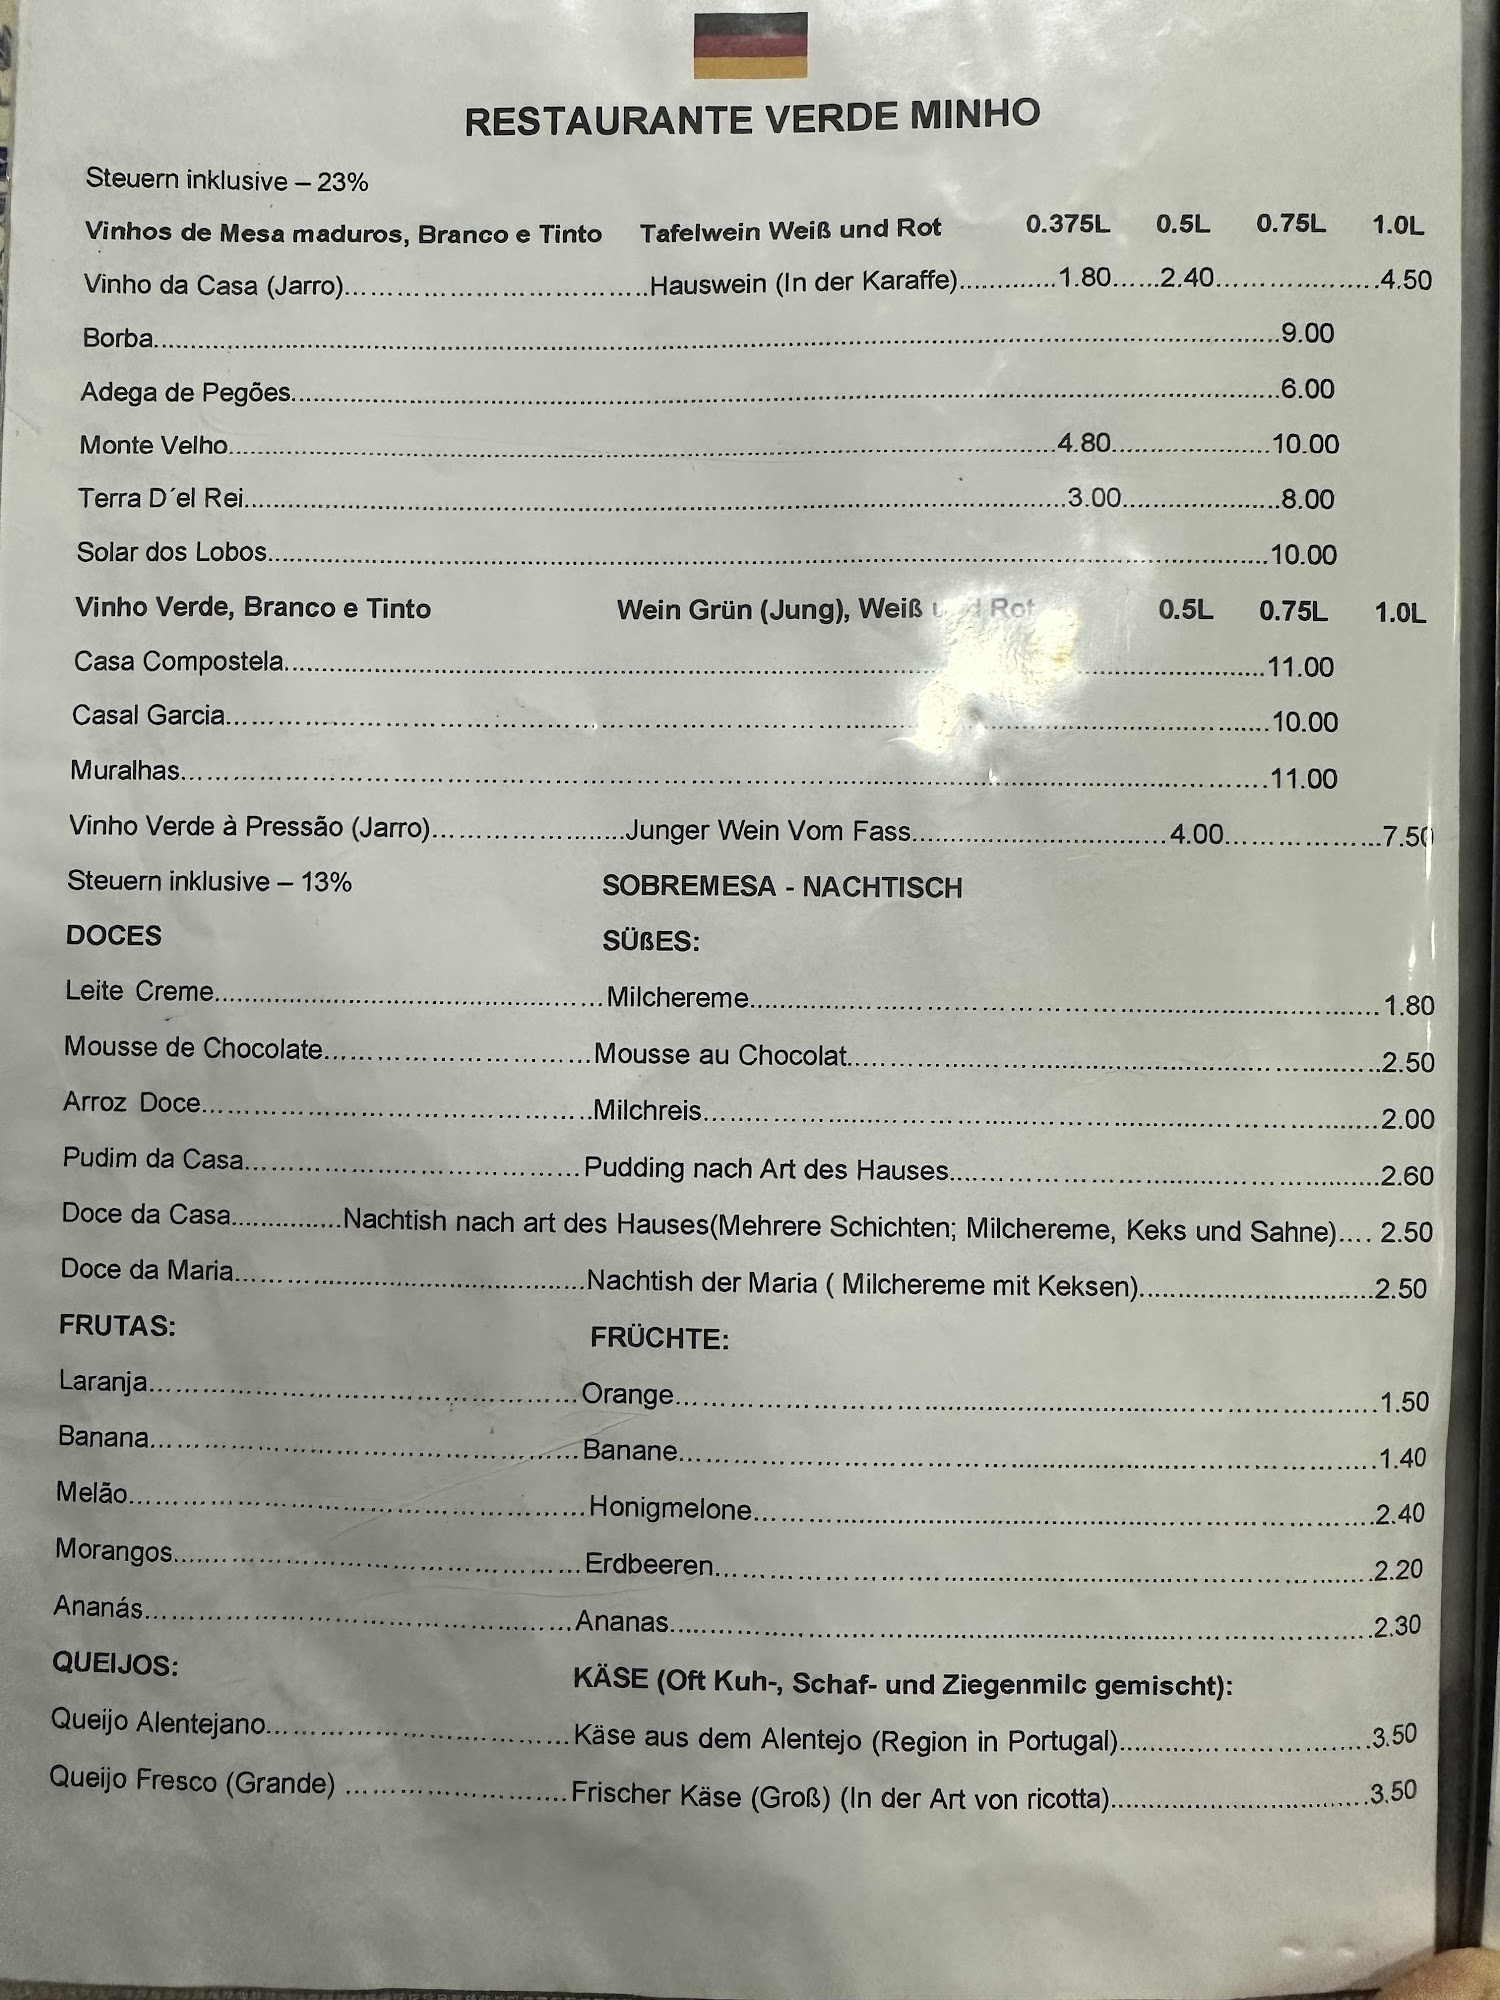 RESTAURANTE VERDE MINHO
Steuern inklusive – 23%
Vinhos de Mesa maduros, Branco e Tinto Tafelwein Weiß und Rot 0.375L 0.5L 0.75L 1.0L
Vinho da Casa (Jarro)........Hauswein (In der Karaffe)........1.80......2.40........4.50
Borba........9.00
Adega de Pegões........6.00
Monte Velho........4.80........10.00
Terra D´el Rei........3.00........8.00
Solar dos Lobos........10.00
Vinho Verde, Branco e Tinto Wein Grün (Jung), Weiß und Rot 0.5L 0.75L 1.0L
Casa Compostela........11.00
Casal Garcia........10.00
Muralhas........11.00
Vinho Verde à Pressão (Jarro)........Junger Wein Vom Fass........4.00........7.50
Steuern inklusive – 13% SOBREMESA - NACHTISCH
DOCES SÜßES:
Leite Creme........Milchereme........1.80
Mousse de Chocolate........Mousse au Chocolat........2.50
Arroz Doce........Milchreis........2.00
Pudim da Casa........Pudding nach Art des Hauses........2.60
Doce da Casa........Nachtish nach art des Hauses(Mehrere Schichten; Milchereme, Keks und Sahne).... 2.50
Doce da Maria........Nachtish der Maria ( Milchereme mit Keksen)........2.50
FRUTAS: FRÜCHTE:
Laranja........Orange........1.50
Banana........Banane........1.40
Melão........Honigmelone........2.40
Morangos........Erdbeeren........2.20
Ananás........Ananas........2.30
QUEIJOS: KÄSE (Oft Kuh-, Schaf- und Ziegenmilc gemischt):
Queijo Alentejano........Käse aus dem Alentejo (Region in Portugal)........3.50
Queijo Fresco (Grande) ........Frischer Käse (Groß) (In der Art von ricotta)........3.50